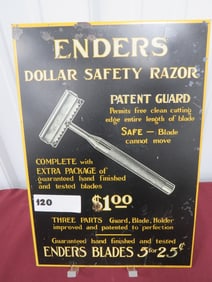 ENDERS
DOLLAR SAFETY RAZOR
PATENT GUARD
Permits free clean cutting
edge entire length of blade
SAFE - Blade
cannot move
COMPLETE with
EXTRA PACKAGE of
guaranteed hand finished
and tested blades
$1.00
120
THREE PARTS Guard, Blade, Holder
improved and patented to perfection
Guaranteed hand finished and tested
ENDERS BLADES 5 for 25¢